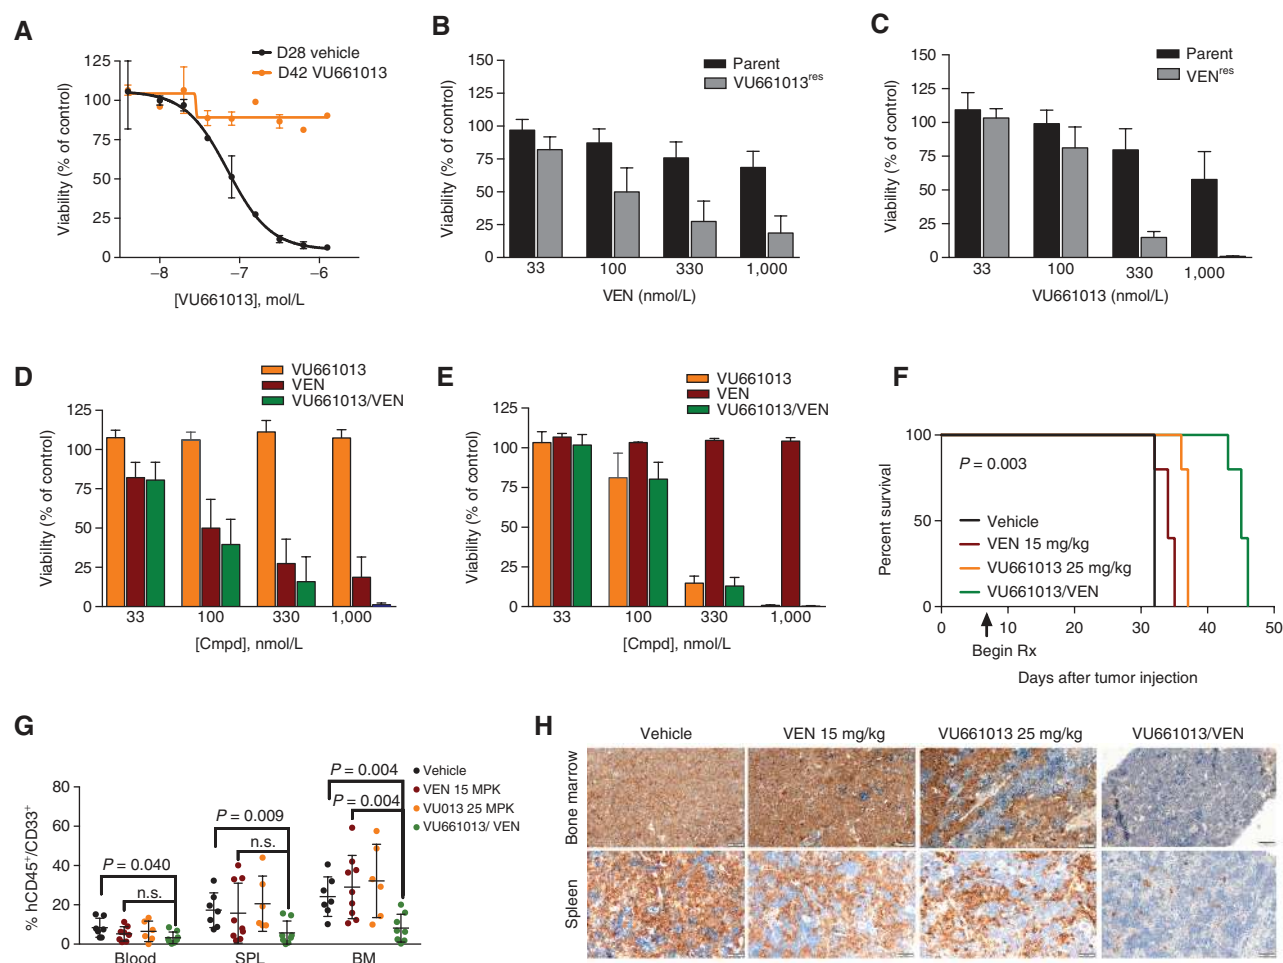 A
D28 vehicle
D42 VU661013
125
100
75
50
25
0
Viability (% of control)
–8
–7
–6
[VU661013], mol/L
B
Parent
VU661013res
150
125
100
75
50
25
0
Viability (% of control)
33
100
330
1,000
VEN (nmol/L)
C
Parent
VENres
150
125
100
75
50
25
0
Viability (% of control)
33
100
330
1,000
VU661013 (nmol/L)
D
VU661013
VEN
VU661013/VEN
125
100
75
50
25
0
Viability (% of control)
33
100
330
1,000
[Cmpd], nmol/L
E
VU661013
VEN
VU661013/VEN
125
100
75
50
25
0
Viability (% of control)
33
100
330
1,000
[Cmpd], nmol/L
F
100
50
0
Percent survival
P = 0.003
Vehicle
VEN 15 mg/kg
VU661013 25 mg/kg
VU661013/VEN
0
10
20
30
40
50
Begin Rx
Days after tumor injection
G
Vehicle
VEN 15 MPK
VU013 25 MPK
VU661013/ VEN
80
60
40
20
0
% hCD45+/CD33+
P = 0.040
n.s.
P = 0.009
n.s.
P = 0.004
P = 0.004
Blood
SPL
BM
H
Vehicle
VEN 15 mg/kg
VU661013 25 mg/kg
VU661013/VEN
Bone marrow
Spleen